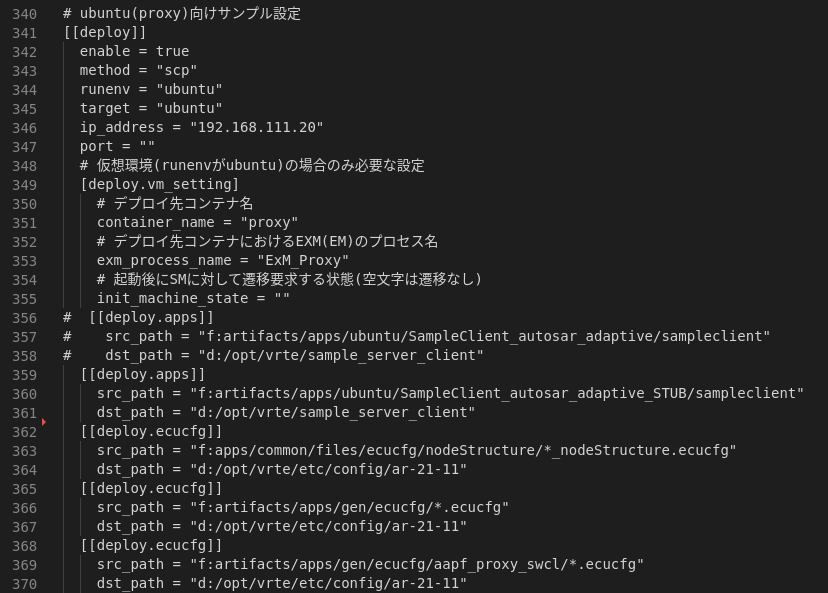 340 # ubuntu(proxy)向けサンプル設定
341 [[deploy]]
342 enable = true
343 method = "scp"
344 runenv = "ubuntu"
345 target = "ubuntu"
346 ip_address = "192.168.111.20"
347 port = ""
348 # 仮想環境(runenvがubuntu)の場合のみ必要な設定
349 [deploy.vm_setting]
350 # デプロイ先コンテナ名
351 container_name = "proxy"
352 # デプロイ先コンテナにおけるEXM(EM)のプロセス名
353 exm_process_name = "ExM_Proxy"
354 # 起動後にSMに対して遷移要求する状態(空文字は遷移なし)
355 init_machine_state = ""
356 #  [[deploy.apps]]
357 #    src_path = "f:artifacts/apps/ubuntu/SampleClient_autosar_adaptive/sampleclient"
358 #    dst_path = "d:/opt/vrte/sample_server_client"
359 [[deploy.apps]]
360 src_path = "f:artifacts/apps/ubuntu/SampleClient_autosar_adaptive_STUB/sampleclient"
361 dst_path = "d:/opt/vrte/sample_server_client"
362 [[deploy.ecucfg]]
363 src_path = "f:apps/common/files/ecucfg/nodeStructure/*_nodeStructure.ecucfg"
364 dst_path = "d:/opt/vrte/etc/config/ar-21-11"
365 [[deploy.ecucfg]]
366 src_path = "f:artifacts/apps/gen/ecucfg/*.ecucfg"
367 dst_path = "d:/opt/vrte/etc/config/ar-21-11"
368 [[deploy.ecucfg]]
369 src_path = "f:artifacts/apps/gen/ecucfg/aapf_proxy_swcl/*.ecucfg"
370 dst_path = "d:/opt/vrte/etc/config/ar-21-11"